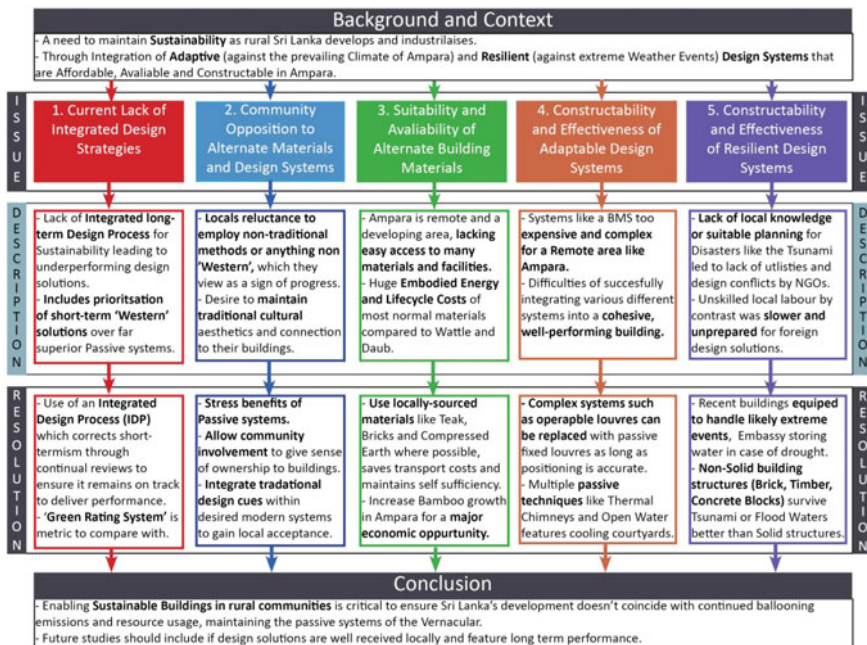 Background and Context
- A need to maintain Sustainability as rural Sri Lanka develops and industrilaises.
- Through Integration of Adaptive (against the prevailing Climate of Ampara) and Resilient (against extreme Weather Events) Design Systems that
are Affordable, Avaliable and Constructable in Ampara.
ISSUE
1. Current Lack of
Integrated Design
Strategies
2. Community
Opposition to
Alternate Materials
and Design Systems
3. Suitability and
Avaliability of
Alternate Building
Materials
4. Constructability
and Effectiveness of
Adaptable Design
Systems
5. Constructability
and Effectiveness
of Resilient Design
Systems
ISSUE
DESCRIPTION
- Lack of Integrated long-
term Design Process for
Sustainability leading to
underperforming design
solutions.
- Includes prioritsation
of short-term ‘Western’
solutions over far
superior Passive systems.
- Locals reluctance to
employ non-traditional
methods or anything non
‘Western’, which they
view as a sign of progress.
- Desire to maintain
traditional cultural
aesthetics and connection
to their buildings.
- Ampara is remote and a
developing area, lacking
easy access to many
materials and facilities.
- Huge Embodied Energy
and Lifecycle Costs of
most normal materials
compared to Wattle and
Daub.
- Systems like a BMS too
expensive and complex
for a Remote area like
Ampara.
- Difficulties of succesfully
integrating various different
systems into a cohesive,
well-performing building.
- Lack of local knowledge
or suitable planning for
Disasters like the Tsunami
led to lack of utlisties and
design conflicts by NGOs.
- Unskilled local labour by
contrast was slower and
unprepared for foreign
design solutions.
DESCRIPTION
RESOLUTION
- Use of an Integrated
Design Process (IDP)
which corrects short-
termism through
continual reviews to
ensure it remains on track
to deliver performance.
- ‘Green Rating System’ is
metric to compare with.
- Stress benefits of
Passive systems.
- Allow community
involvement to give sense
of ownership to buildings.
- Integrate tradational
design cues within
desired modern systems
to gain local acceptance.
- Use locally-sourced
materials like Teak,
Bricks and Compressed
Earth where possible,
saves transport costs and
maintains self sufficiency.
- Increase Bamboo growth
in Ampara for a major
economic oppurtunity.
- Complex systems such
as operapble louvres can
be replaced with passive
fixed louvres as long as
positioning is accurate.
- Multiple passive
techniques like Thermal
Chimneys and Open Water
features cooling courtyards.
- Recent buildings equiped
to handle likely extreme
events, Embassy storing
water in case of drought.
- Non-Solid building
structures (Brick, Timber,
Concrete Blocks) survive
Tsunami or Flood Waters
better than Solid structures.
RESOLUTION
Conclusion
- Enabling Sustainable Buildings in rural communities is critical to ensure Sri Lanka’s development doesn’t coincide with continued ballooning
emissions and resource usage, maintaining the passive systems of the Vernacular.
- Future studies should include if design solutions are well received locally and feature long term performance.